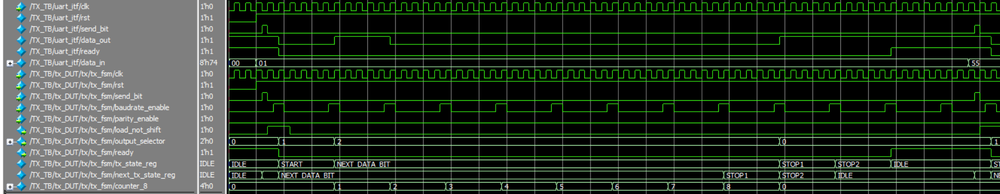 /TX_TB/uart_itf/clk 1'h0
/TX_TB/uart_itf/rst 1'h1
/TX_TB/uart_itf/send_bit 1'h0
/TX_TB/uart_itf/data_out 1'h1
/TX_TB/uart_itf/ready 1'h1
/TX_TB/uart_itf/data_in 8'h74 00 01 55
/TX_TB/tx_DUT/tx/tx_fsm/clk 1'h0
/TX_TB/tx_DUT/tx/tx_fsm/rst 1'h1
/TX_TB/tx_DUT/tx/tx_fsm/send_bit 1'h0
/TX_TB/tx_DUT/tx/tx_fsm/baudrate_enable 1'h0
/TX_TB/tx_DUT/tx/tx_fsm/parity_enable 1'h0
/TX_TB/tx_DUT/tx/tx_fsm/load_not_shift 1'h0
/TX_TB/tx_DUT/tx/tx_fsm/output_selector 2'h0 0 1 2 0 1
/TX_TB/tx_DUT/tx/tx_fsm/ready 1'h1
/TX_TB/tx_DUT/tx/tx_fsm/tx_state_reg IDLE IDLE START NEXT DATA BIT STOP1 STOP2 IDLE ST
/TX_TB/tx_DUT/tx/tx_fsm/next_tx_state_reg IDLE IDLE NEXT DATA BIT STOP1 STOP2 IDLE NE
/TX_TB/tx_DUT/tx/tx_fsm/counter_8 4'h0 0 1 2 3 4 5 6 7 8 0